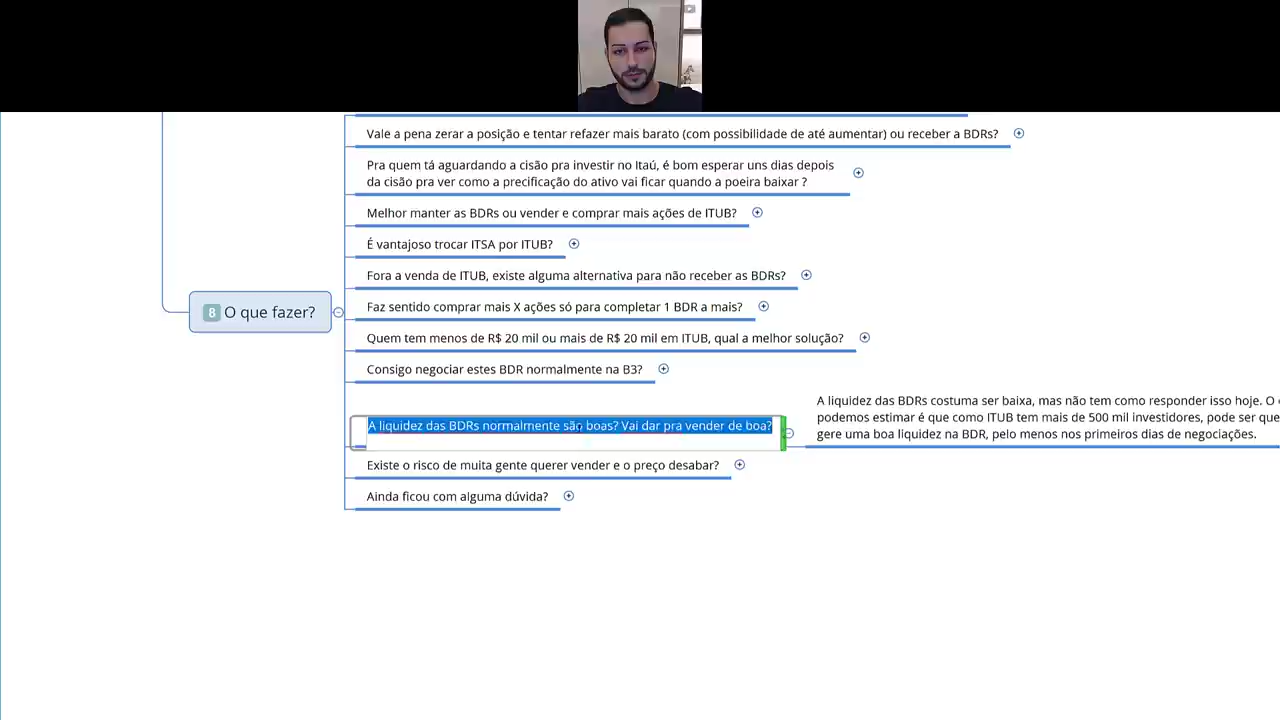 Vale a pena zerar a posição e tentar refazer mais barato (com possibilidade de até aumentar) ou receber a BDRs?
Pra quem tá aguardando a cisão pra investir no Itaú, é bom esperar uns dias depois
da cisão pra ver como a precificação do ativo vai ficar quando a poeira baixar ?
Melhor manter as BDRs ou vender e comprar mais ações de ITUB?
É vantajoso trocar ITSA por ITUB?
Fora a venda de ITUB, existe alguma alternativa para não receber as BDRs?
8 O que fazer?
Faz sentido comprar mais X ações só para completar 1 BDR a mais?
Quem tem menos de R$ 20 mil ou mais de R$ 20 mil em ITUB, qual a melhor solução?
Consigo negociar estes BDR normalmente na B3?
A liquidez das BDRs normalmente são boas? Vai dar pra vender de boa?
A liquidez das BDRs costuma ser baixa, mas não tem como responder isso hoje. O
podemos estimar é que como ITUB tem mais de 500 mil investidores, pode ser que
gere uma boa liquidez na BDR, pelo menos nos primeiros dias de negociações.
Existe o risco de muita gente querer vender e o preço desabar?
Ainda ficou com alguma dúvida?